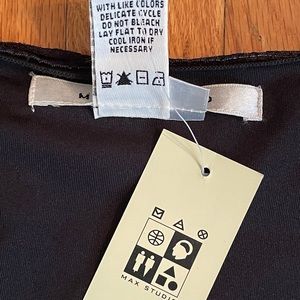 WITH LIKE COLORS
DELICATE CYCLE
DO NOT BLEACH
LAY FLAT TO DRY
COOL IRON IF
NECESSARY
M
MAX STUDIO